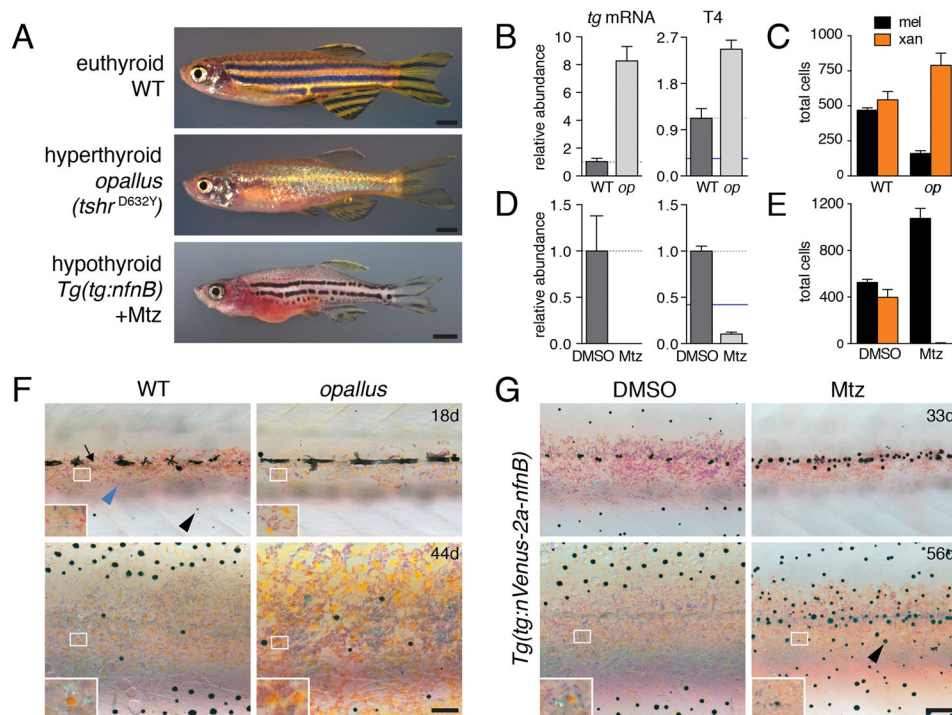 A
euthyroid
WT
hyperthyroid
opallus
(tshr D632Y)
hypothyroid
Tg(tg:nfnB)
+Mtz
B
tg mRNA
T4
relative abundance
10
8
6
4
2
0
2.7
1.8
0.9
0.0
WT op
WT op
C
mel
xan
total cells
1000
750
500
250
0
WT
op
D
relative abundance
1.5
1.0
0.5
0.0
1.5
1.0
0.5
0.0
DMSO Mtz
DMSO Mtz
E
total cells
1200
800
400
0
DMSO
Mtz
F
WT
opallus
18d
44d
G
DMSO
Mtz
Tg(tg:nVenus-2a-nfnB)
33d
56d